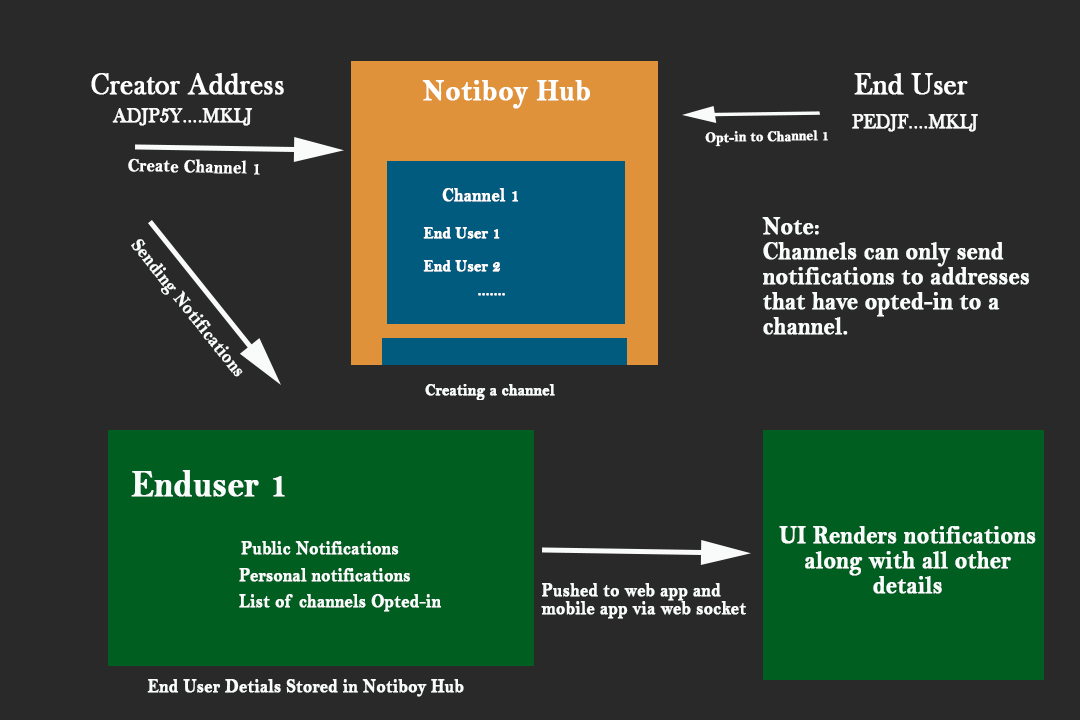 Creator Address
ADJP5Y....MKLJ
Create Channel 1
Sending Notifications
Notiboy Hub
Channel 1
End User 1
End User 2
.......
Creating a channel
End User
PEDJF....MKLJ
Opt-in to Channel 1
Note:
Channels can only send
notifications to addresses
that have opted-in to a
channel.
Enduser 1
Public Notifications
Personal notifications
List of channels Opted-in
End User Detials Stored in Notiboy Hub
Pushed to web app and
mobile app via web socket
UI Renders notifications
along with all other
details